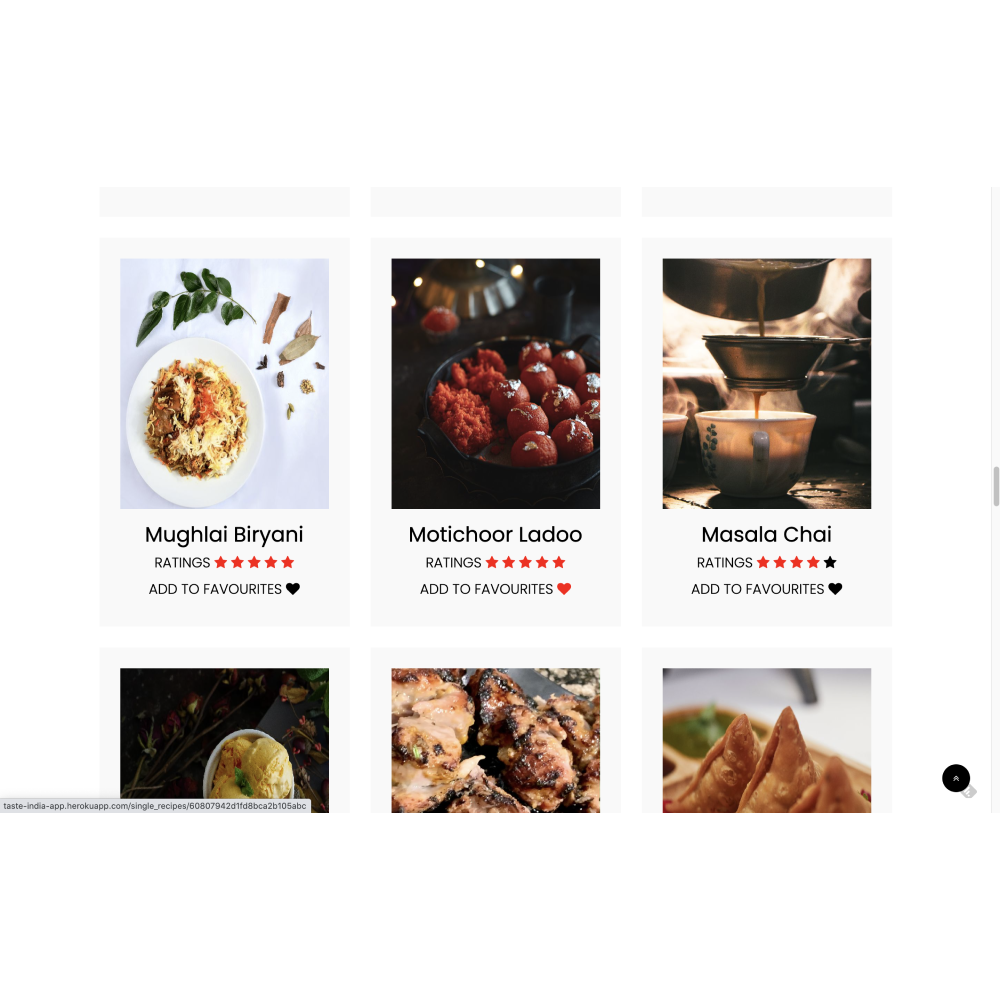 Mughlai Biryani
RATINGS
ADD TO FAVOURITES
Motichoor Ladoo
RATINGS
ADD TO FAVOURITES
Masala Chai
RATINGS
ADD TO FAVOURITES
taste-india-app.herokuapp.com/single_recipes/60807942d1fd8bca2b105abc